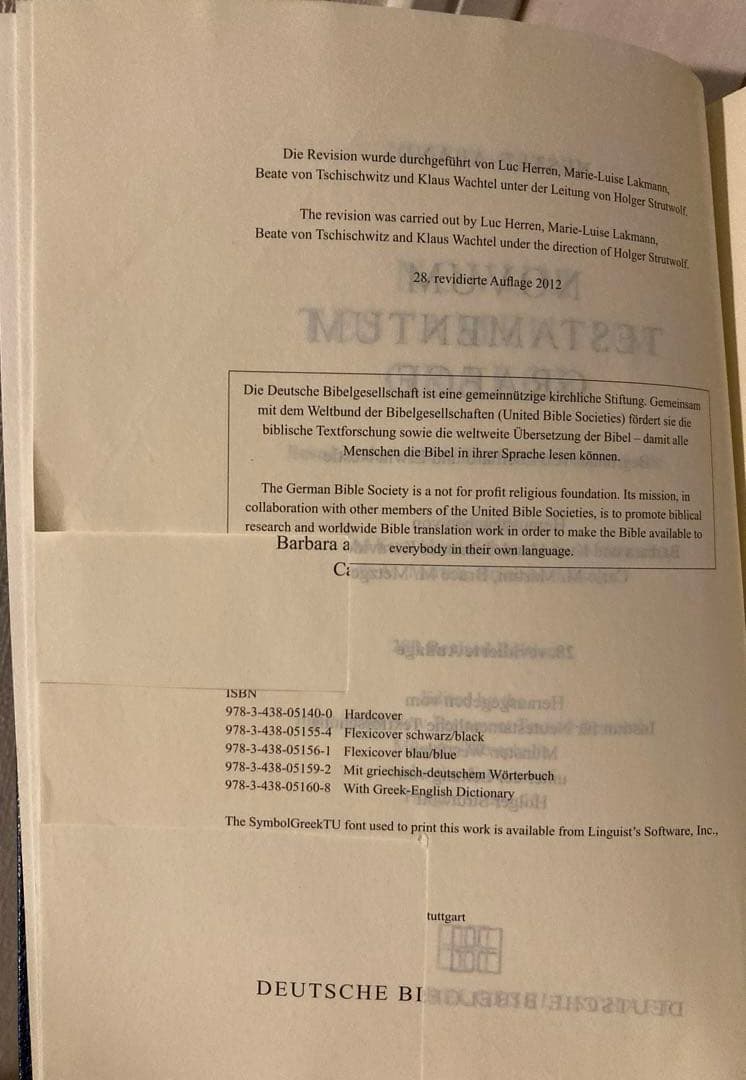 Die Revision wurde durchgeführt von Luc Herren, Marie-Luise Lakmann,
Beate von Tschischwitz und Klaus Wachtel unter der Leitung von Holger Strutwolf.
The revision was carried out by Luc Herren, Marie-Luise Lakmann,
Beate von Tschischwitz and Klaus Wachtel under the direction of Holger Strutwolf.
28. revidierte Auflage 2012
Die Deutsche Bibelgesellschaft ist eine gemeinnützige kirchliche Stiftung. Gemeinsam
mit dem Weltbund der Bibelgesellschaften (United Bible Societies) fördert sie die
biblische Textforschung sowie die weltweite Übersetzung der Bibel – damit alle
Menschen die Bibel in ihrer Sprache lesen können.
The German Bible Society is a not for profit religious foundation. Its mission, in
collaboration with other members of the United Bible Societies, is to promote biblical
research and worldwide Bible translation work in order to make the Bible available to
Barbara a everybody in their own language.
Ca
ISBN
978-3-438-05140-0 Hardcover
978-3-438-05155-4 Flexicover schwarz/black
978-3-438-05156-1 Flexicover blau/blue
978-3-438-05159-2 Mit griechisch-deutschem Wörterbuch
978-3-438-05160-8 With Greek-English Dictionary
The SymbolGreekTU font used to print this work is available from Linguist's Software, Inc.,
tuttgart
DEUTSCHE BI